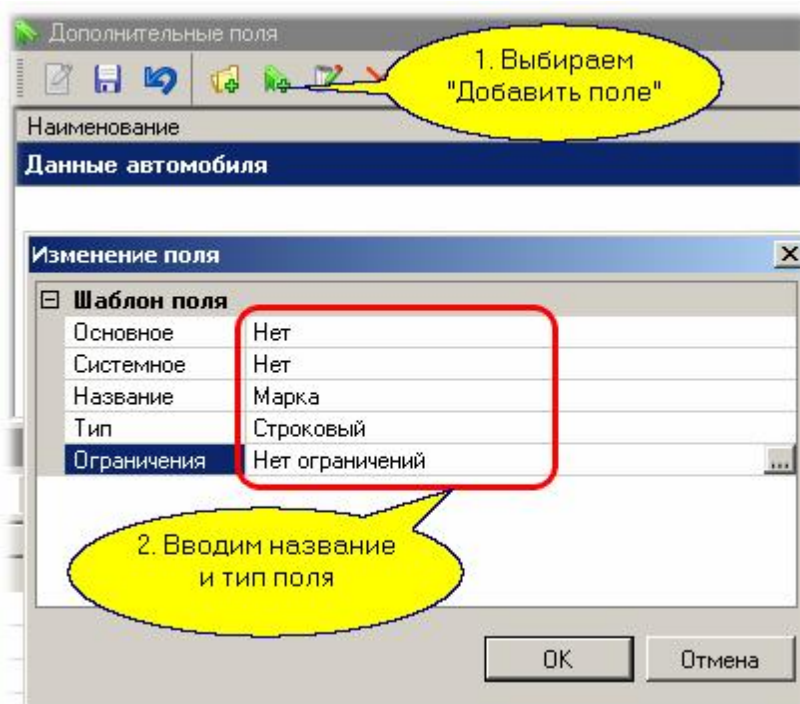 Дополнительные поля
1. Выбираем
"Добавить поле"
Наименование
Данные автомобиля
Изменение поля
Шаблон поля
Основное Нет
Системное Нет
Название Марка
Тип Строковый
Ограничения Нет ограничений ...
2. Вводим название
и тип поля
OK Отмена